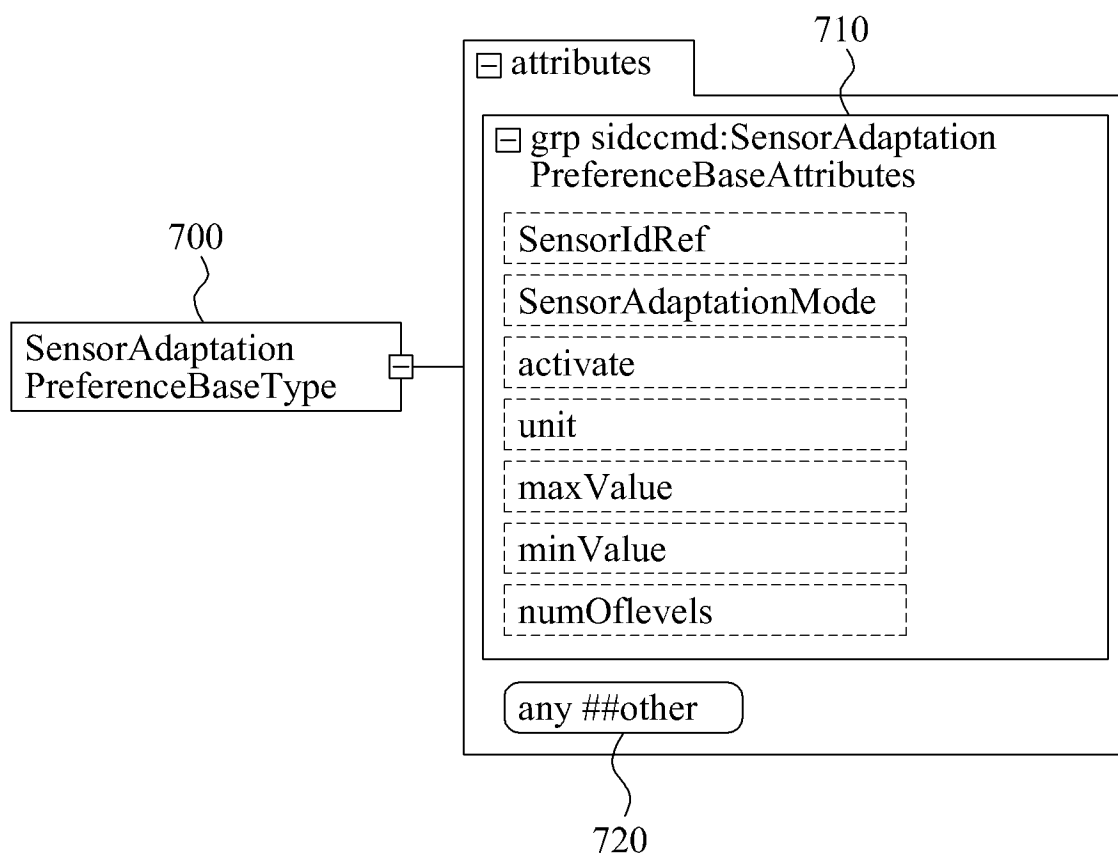 710
attributes
grp sidccmd:SensorAdaptation
PreferenceBaseAttributes
700
SensorIdRef
SensorAdaptationMode
SensorAdaptation
PreferenceBaseType
activate
unit
maxValue
minValue
numOflevels
any ##other
720